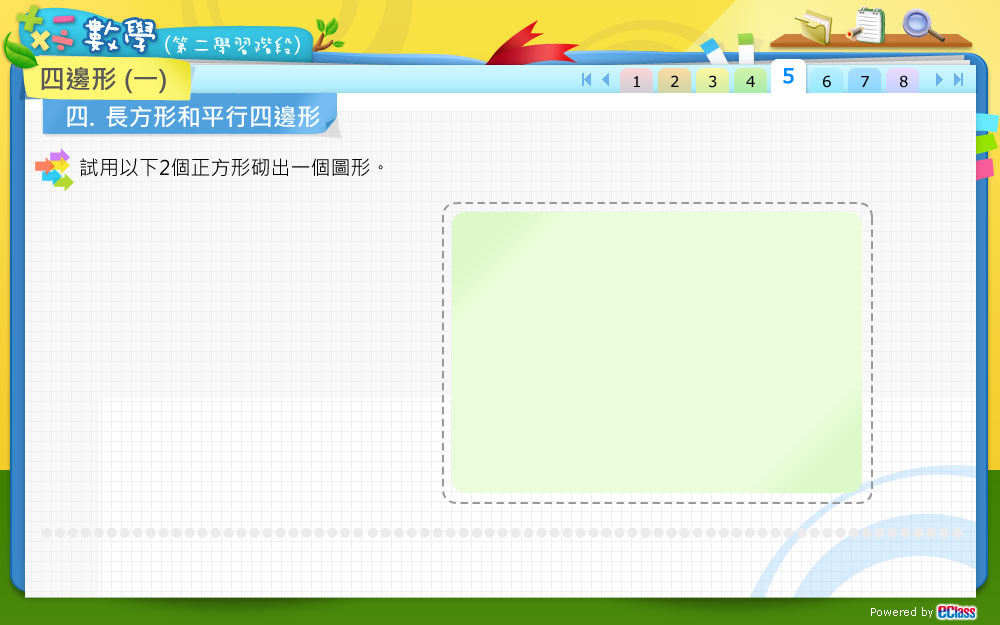 數學 (第二學習階段)
四邊形 (一)
1 2 3 4 5 6 7 8
四. 長方形和平行四邊形
試用以下2個正方形砌出一個圖形。
Powered by eClass